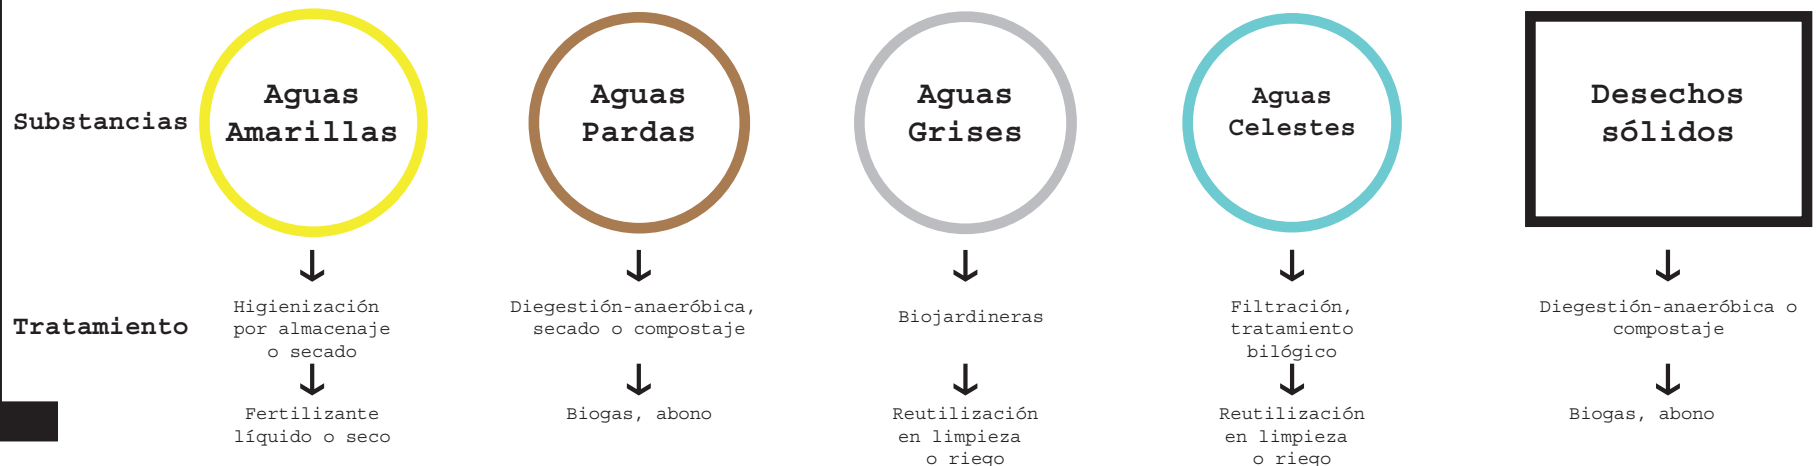 Substancias
Aguas
Amarillas
Aguas
Pardas
Aguas
Grises
Aguas
Celestes
Desechos
sólidos
Tratamiento
Higienización
por almacenaje
o secado
Diegestión-anaeróbica,
secado o compostaje
Biojardineras
Filtración,
tratamiento
bilógico
Diegestión-anaeróbica o
compostaje
Fertilizante
líquido o seco
Biogas, abono
Reutilización
en limpieza
o riego
Reutilización
en limpieza
o riego
Biogas, abono